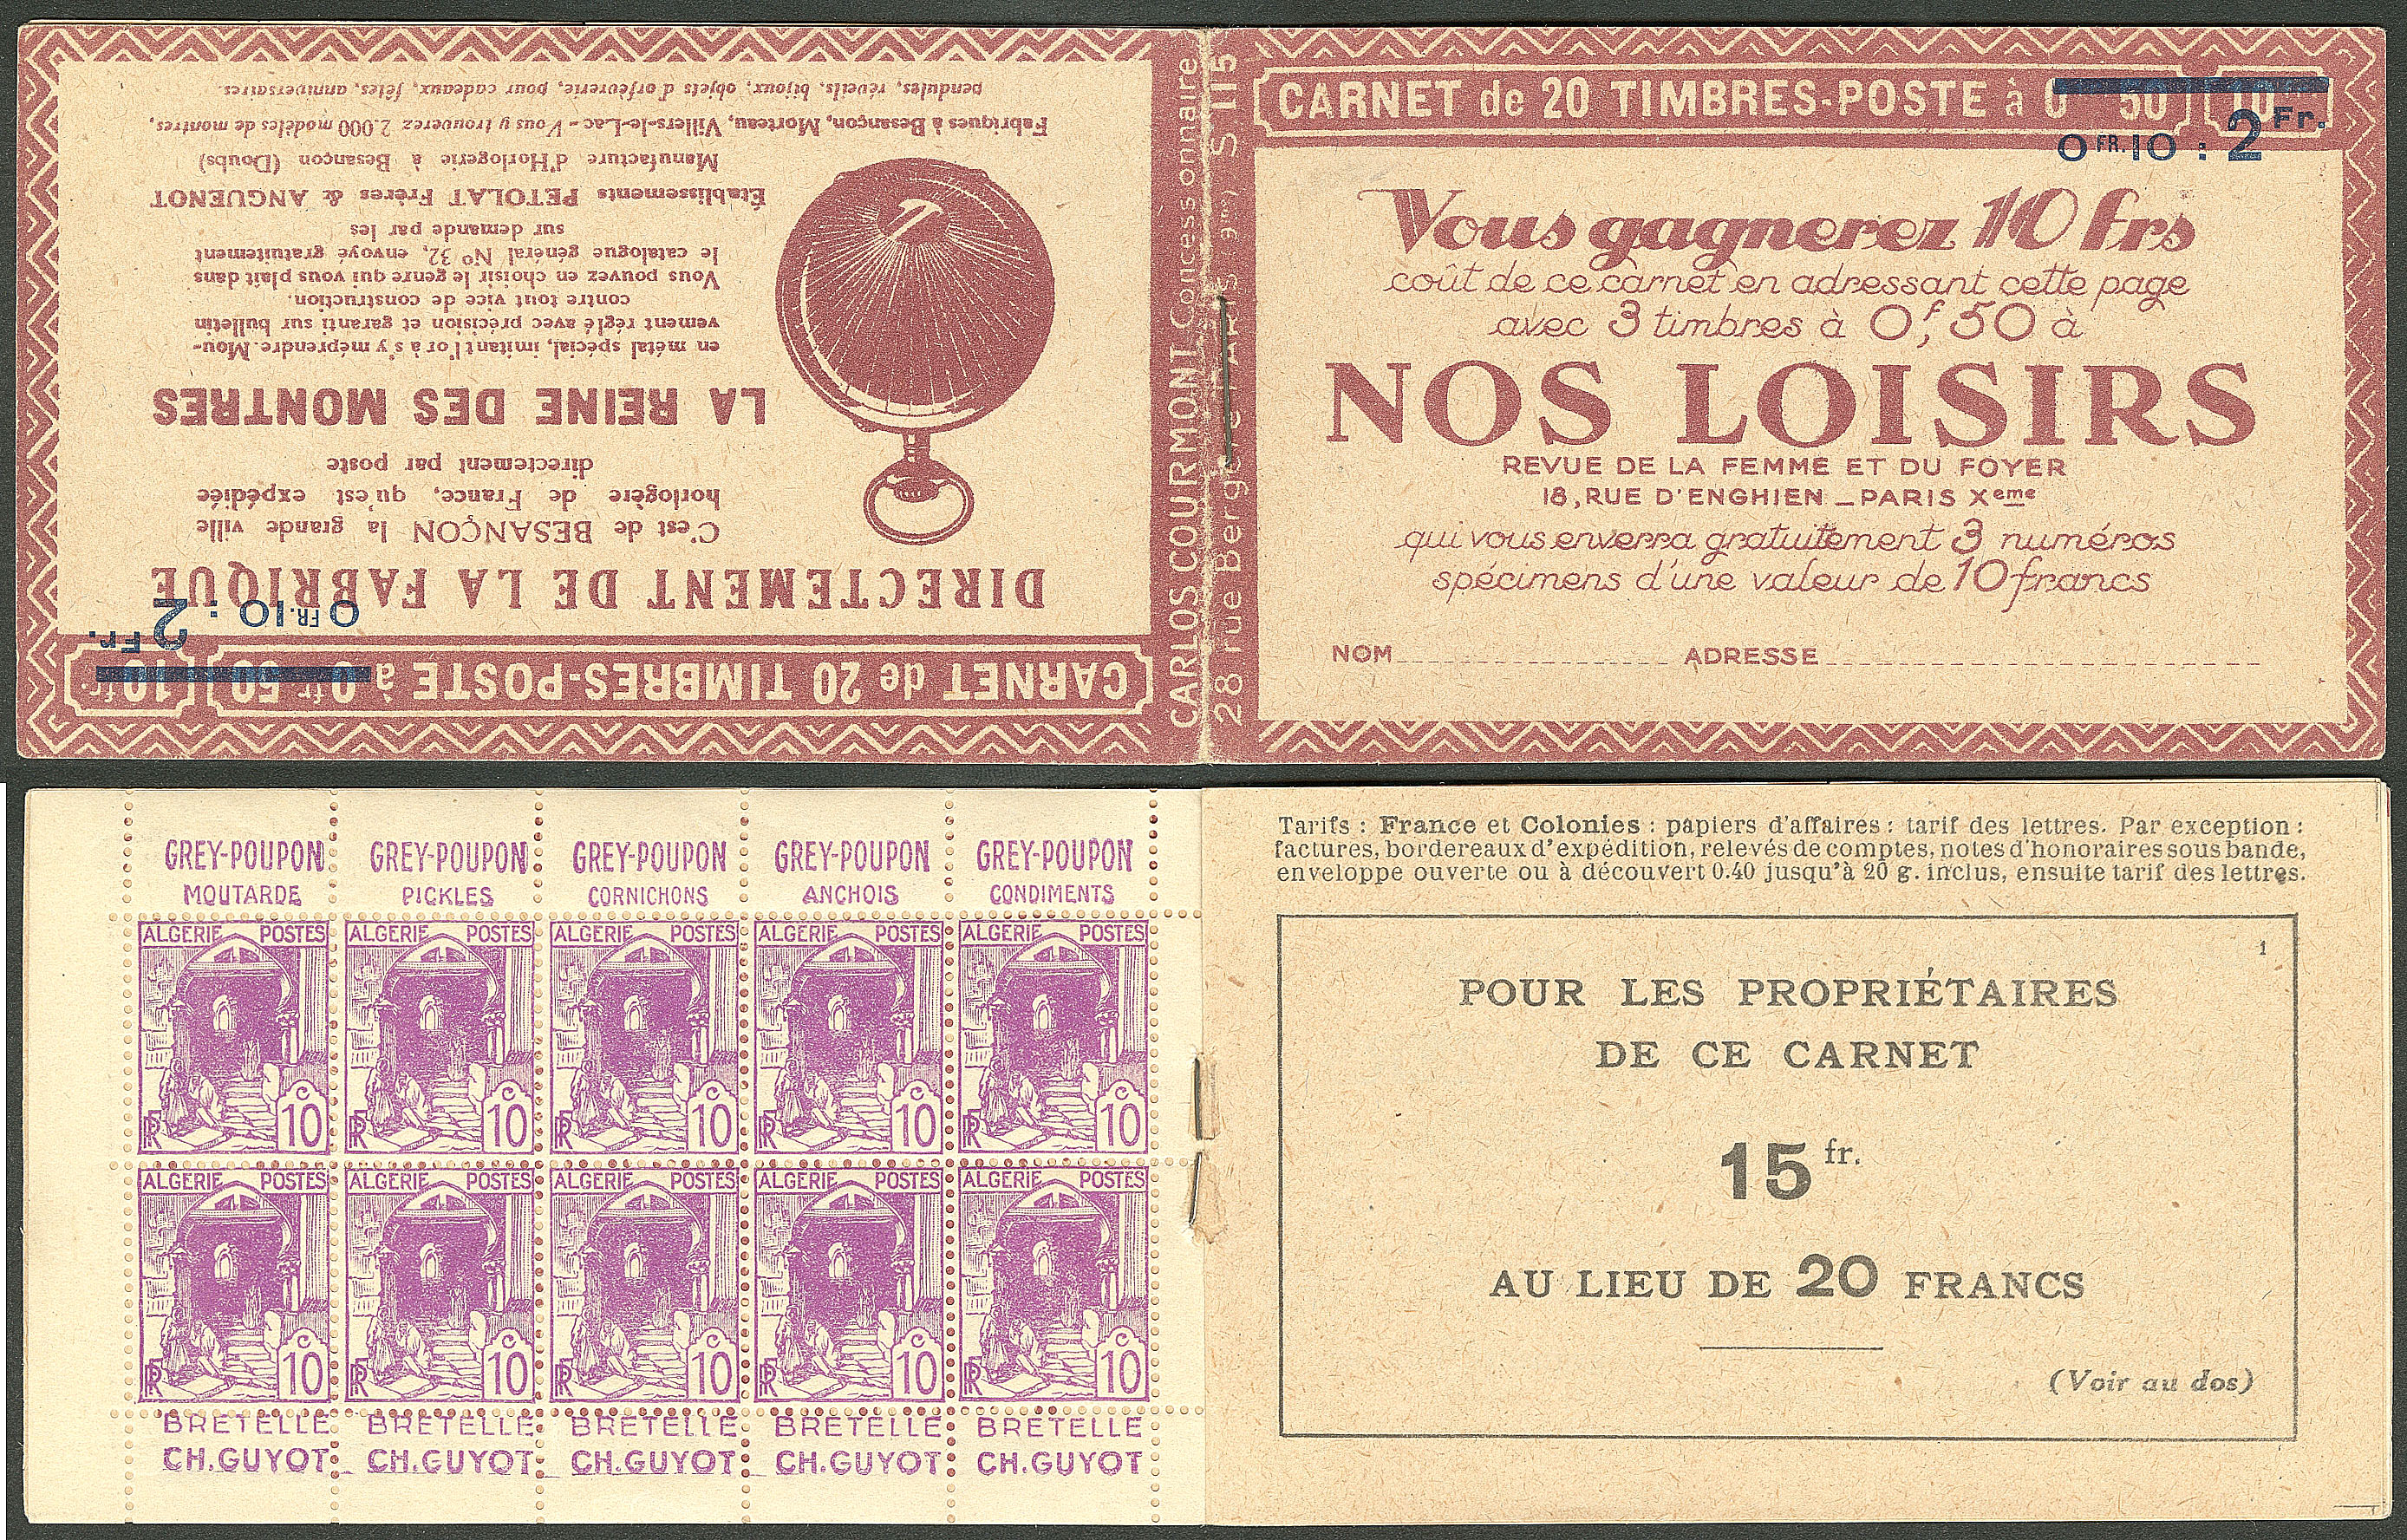 CARNET de 20 TIMBRES-POSTE à 0 50 10
0 FR. 10 : 2 Fr.
Vous gagnerez 10 frs
coût de ce carnet en adressant cette page
avec 3 timbres à 0,f 50 à
NOS LOISIRS
REVUE DE LA FEMME ET DU FOYER
18, RUE D'ENGHIEN _ PARIS Xeme
qui vous enverra gratuitement 3 numéros
spécimens d'une valeur de 10 francs
NOM ADRESSE
CARLOS COURMONT Concessionnaire
28 rue Bergère PARIS 9me) S 115
CARNET de 20 TIMBRES-POSTE à 0fr 50 10 fr.
0 FR. 10 : 2 Fr.
DIRECTEMENT DE LA FABRIQUE
C'est de BESANÇON la grande ville
horlogère de France, qu'est expédiée
directement par poste
LA REINE DES MONTRES
en métal spécial, imitant l'or à s'y méprendre. Mou-
vement réglé avec précision et garanti sur bulletin
contre tout vice de construction.
Vous pouvez en choisir le genre qui vous plaît dans
le catalogue général No 32, envoyé gratuitement
sur demande par les
Établissements PETOLAT Frères & ANGUENOT
Manufacture d'Horlogerie à Besançon (Doubs)
Fabriques à Besançon, Morteau, Villers-le-Lac - Vous y trouverez 2.000 modèles de montres,
pendules, réveils, bijoux, objets d'orfèvrerie, pour cadeaux, fêtes, anniversaires.
GREY-POUPON GREY-POUPON GREY-POUPON GREY-POUPON GREY-POUPON
MOUTARDE PICKLES CORNICHONS ANCHOIS CONDIMENTS
ALGERIE POSTES ALGERIE POSTES ALGERIE POSTES ALGERIE POSTES ALGERIE POSTES
RF 10c RF 10c RF 10c RF 10c RF 10c
ALGERIE POSTES ALGERIE POSTES ALGERIE POSTES ALGERIE POSTES ALGERIE POSTES
RF 10c RF 10c RF 10c RF 10c RF 10c
BRETELLE BRETELLE BRETELLE BRETELLE BRETELLE
CH.GUYOT CH.GUYOT CH.GUYOT CH.GUYOT CH.GUYOT
Tarifs : France et Colonies : papiers d'affaires : tarif des lettres. Par exception :
factures, bordereaux d'expédition, relevés de comptes, notes d'honoraires sous bande,
enveloppe ouverte ou à découvert 0.40 jusqu'à 20 g. inclus, ensuite tarif des lettres.
1
POUR LES PROPRIÉTAIRES
DE CE CARNET
15 fr.
AU LIEU DE 20 FRANCS
(Voir au dos)